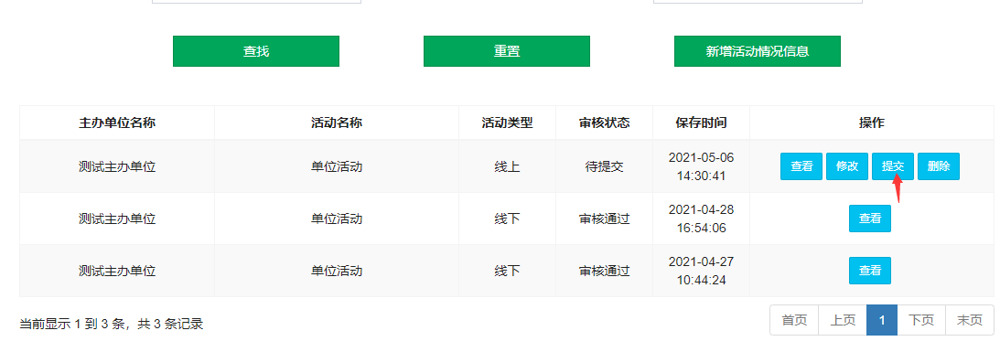 查找 重置 新增活动情况信息
主办单位名称 活动名称 活动类型 审核状态 保存时间 操作
测试主办单位 单位活动 线上 待提交 2021-05-06 14:30:41 查看 修改 提交 删除
测试主办单位 单位活动 线下 审核通过 2021-04-28 16:54:06 查看
测试主办单位 单位活动 线下 审核通过 2021-04-27 10:44:24 查看
当前显示 1 到 3 条，共 3 条记录 首页 上页 1 下页 末页